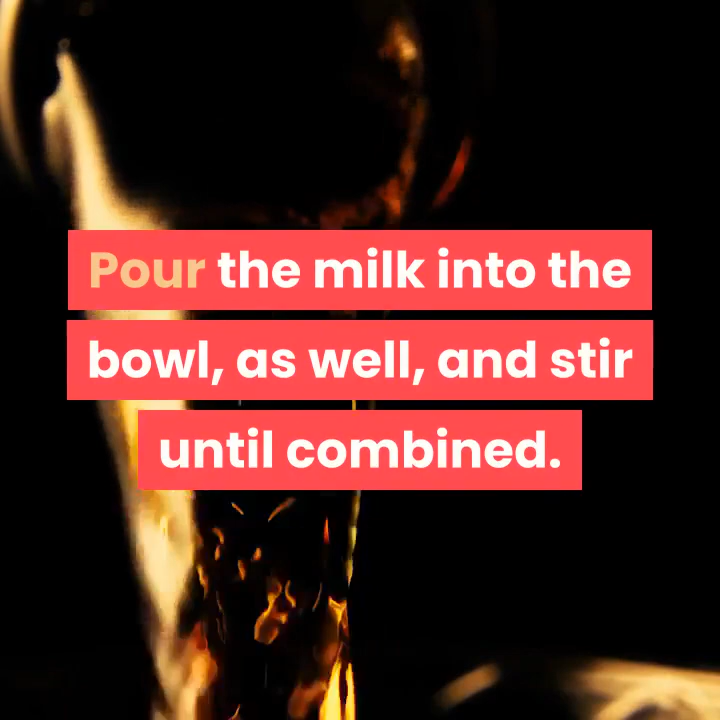 Pour the milk into the
bowl, as well, and stir
until combined.